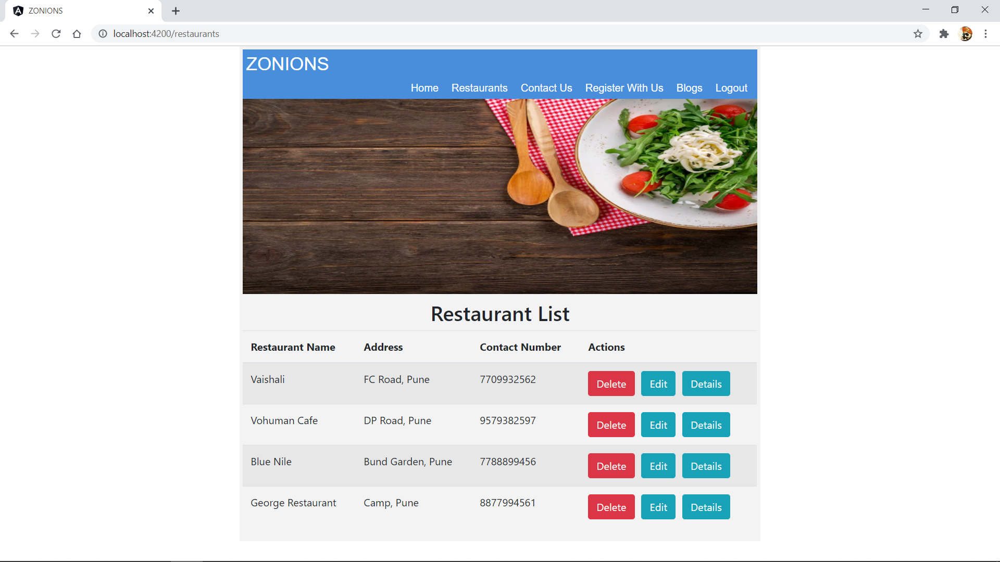 ZONIONS
localhost:4200/restaurants
ZONIONS
Home Restaurants Contact Us Register With Us Blogs Logout
Restaurant List
Restaurant Name Address Contact Number Actions
Vaishali FC Road, Pune 7709932562 Delete Edit Details
Vohuman Cafe DP Road, Pune 9579382597 Delete Edit Details
Blue Nile Bund Garden, Pune 7788899456 Delete Edit Details
George Restaurant Camp, Pune 8877994561 Delete Edit Details